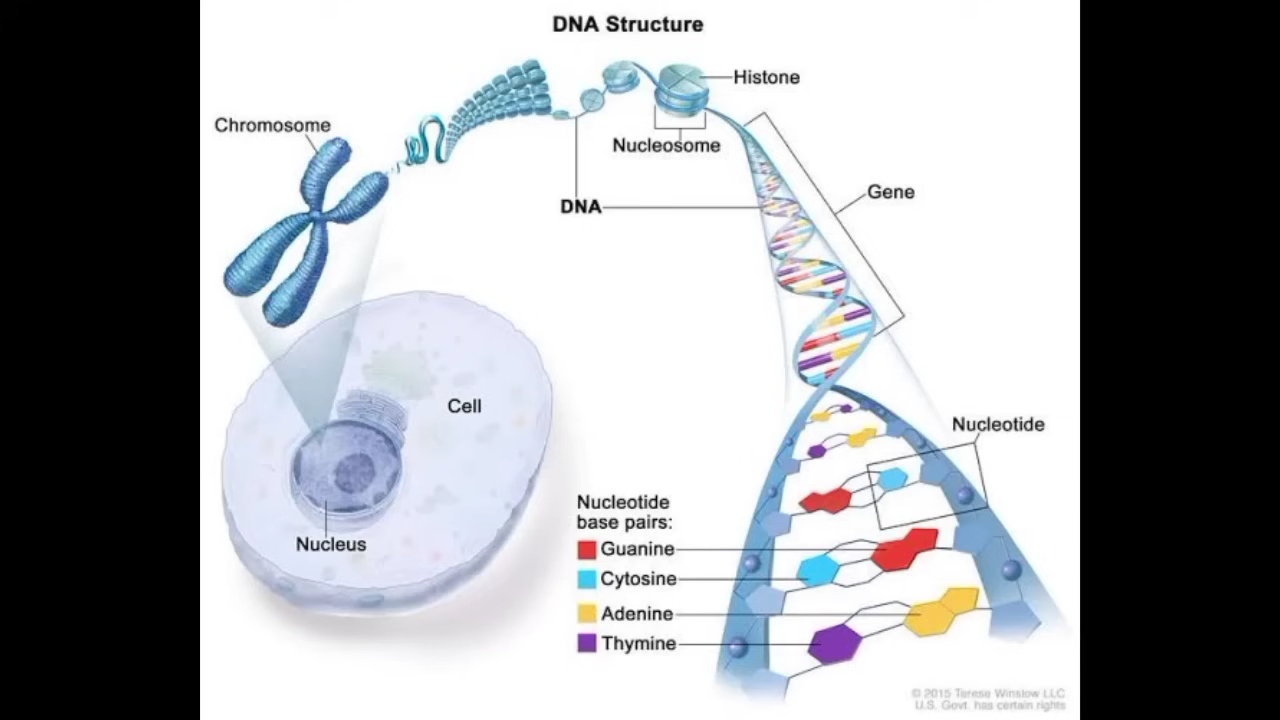 DNA Structure
Histone
Chromosome
Nucleosome
Gene
DNA
Cell
Nucleotide
Nucleotide
base pairs:
Guanine
Cytosine
Adenine
Thymine
Nucleus
© 2015 Terese Winslow LLC
U.S. Govt. has certain rights